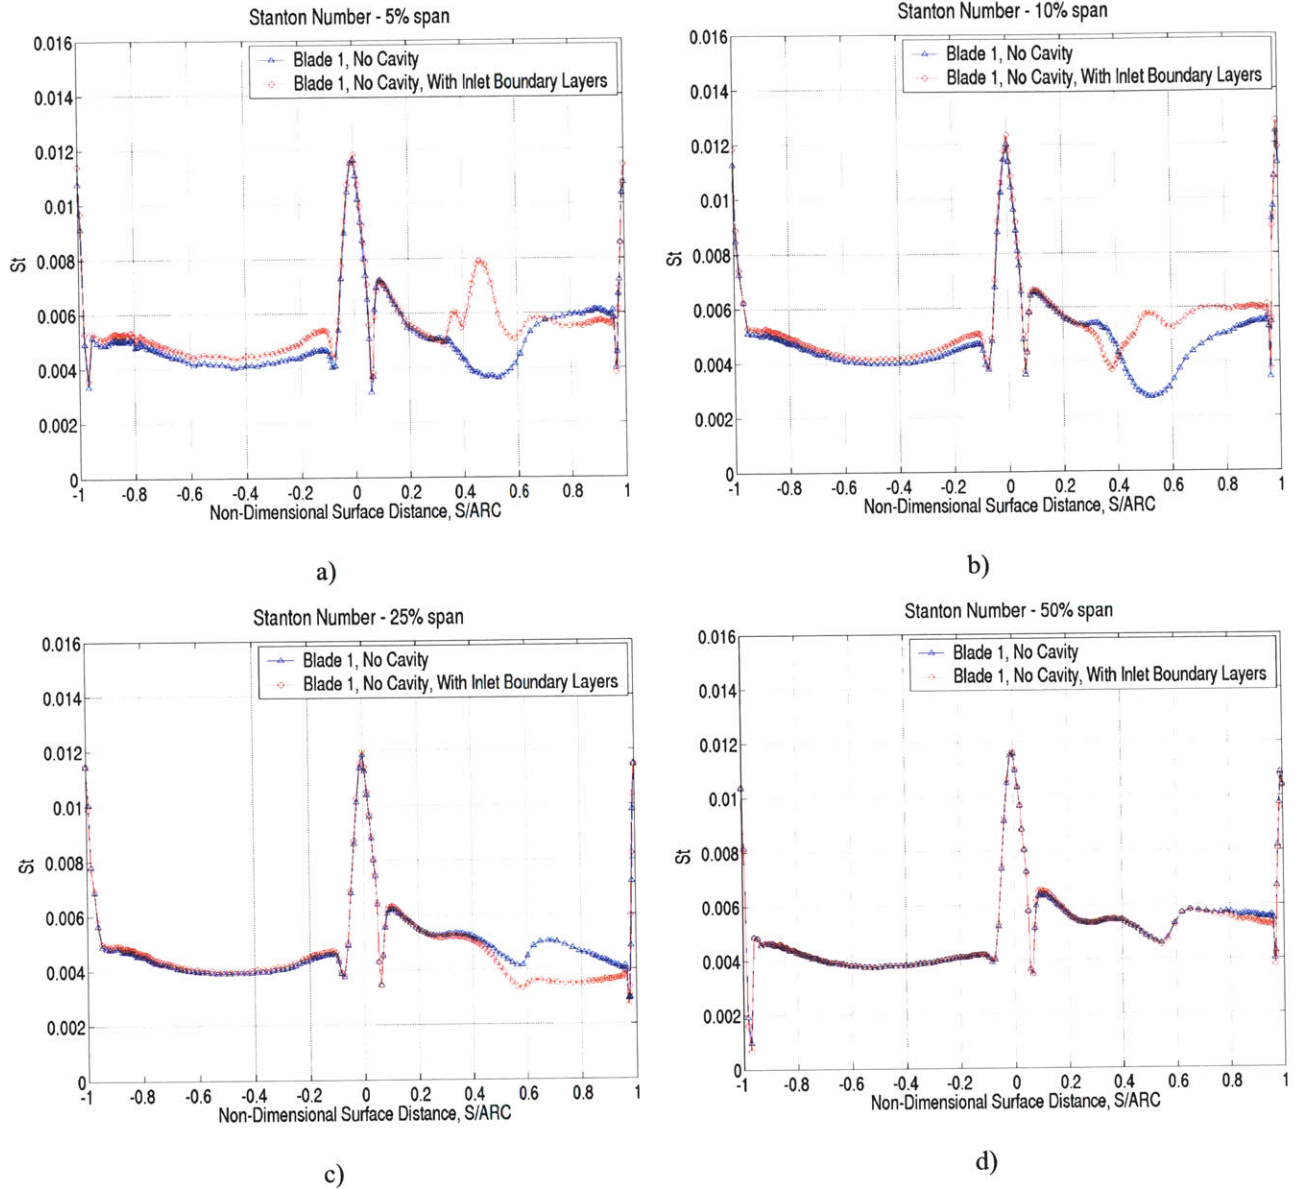 Stanton Number - 5% span
0.016
0.014
0.012
0.01
0.008
0.006
0.004
0.002
0
St
Blade 1, No Cavity
Blade 1, No Cavity, With Inlet Boundary Layers
-1 -0.8 -0.6 -0.4 -0.2 0 0.2 0.4 0.6 0.8 1
Non-Dimensional Surface Distance, S/ARC
a)
Stanton Number - 10% span
0.016
0.014
0.012
0.01
0.008
0.006
0.004
0.002
0
St
Blade 1, No Cavity
Blade 1, No Cavity, With Inlet Boundary Layers
-1 -0.8 -0.6 -0.4 -0.2 0 0.2 0.4 0.6 0.8 1
Non-Dimensional Surface Distance, S/ARC
b)
Stanton Number - 25% span
0.016
0.014
0.012
0.01
0.008
0.006
0.004
0.002
0
St
Blade 1, No Cavity
Blade 1, No Cavity, With Inlet Boundary Layers
-1 -0.8 -0.6 -0.4 -0.2 0 0.2 0.4 0.6 0.8 1
Non-Dimensional Surface Distance, S/ARC
c)
Stanton Number - 50% span
0.016
0.014
0.012
0.01
0.008
0.006
0.004
0.002
0
St
Blade 1, No Cavity
Blade 1, No Cavity, With Inlet Boundary Layers
-1 -0.8 -0.6 -0.4 -0.2 0 0.2 0.4 0.6 0.8 1
Non-Dimensional Surface Distance, S/ARC
d)